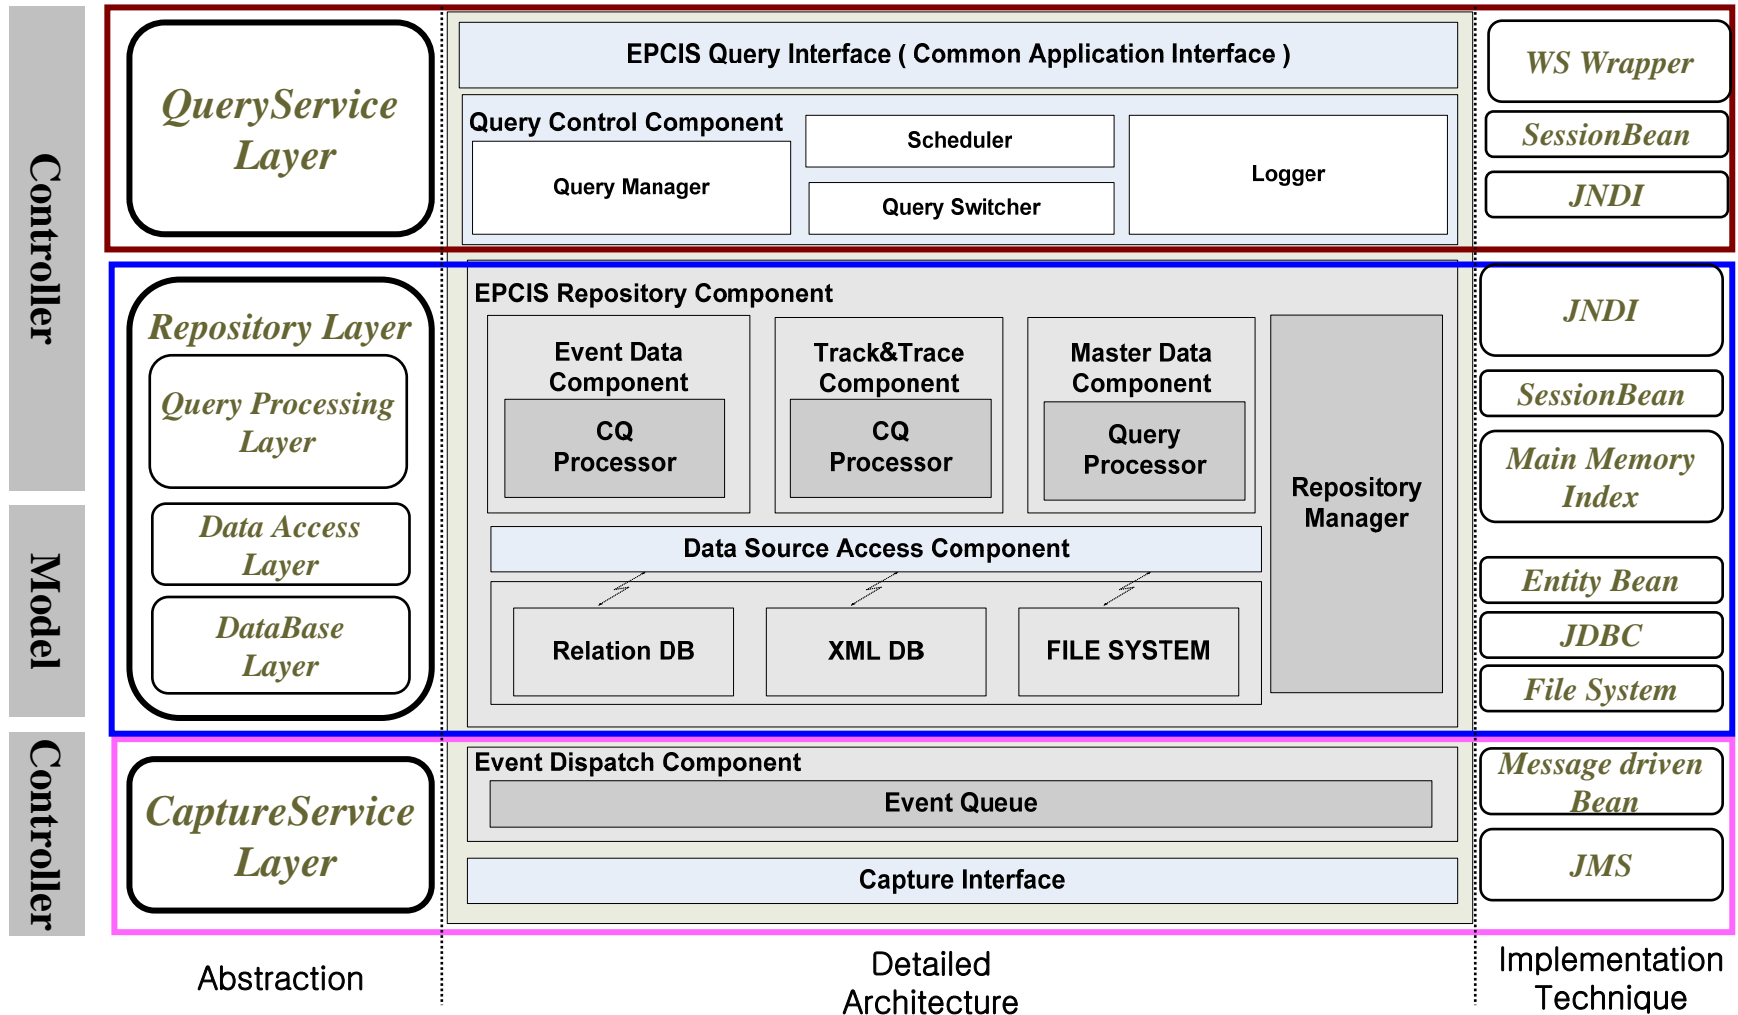 Controller
QueryService
Layer
EPCIS Query Interface ( Common Application Interface )
Query Control Component
Query Manager
Scheduler
Query Switcher
Logger
WS Wrapper
SessionBean
JNDI
Repository Layer
Query Processing
Layer
Model
Data Access
Layer
DataBase
Layer
EPCIS Repository Component
Event Data
Component
CQ
Processor
Track&Trace
Component
CQ
Processor
Master Data
Component
Query
Processor
Repository
Manager
Data Source Access Component
Relation DB
XML DB
FILE SYSTEM
JNDI
SessionBean
Main Memory
Index
Entity Bean
JDBC
File System
Controller
CaptureService
Layer
Event Dispatch Component
Event Queue
Capture Interface
Message driven
Bean
JMS
Abstraction
Detailed
Architecture
Implementation
Technique